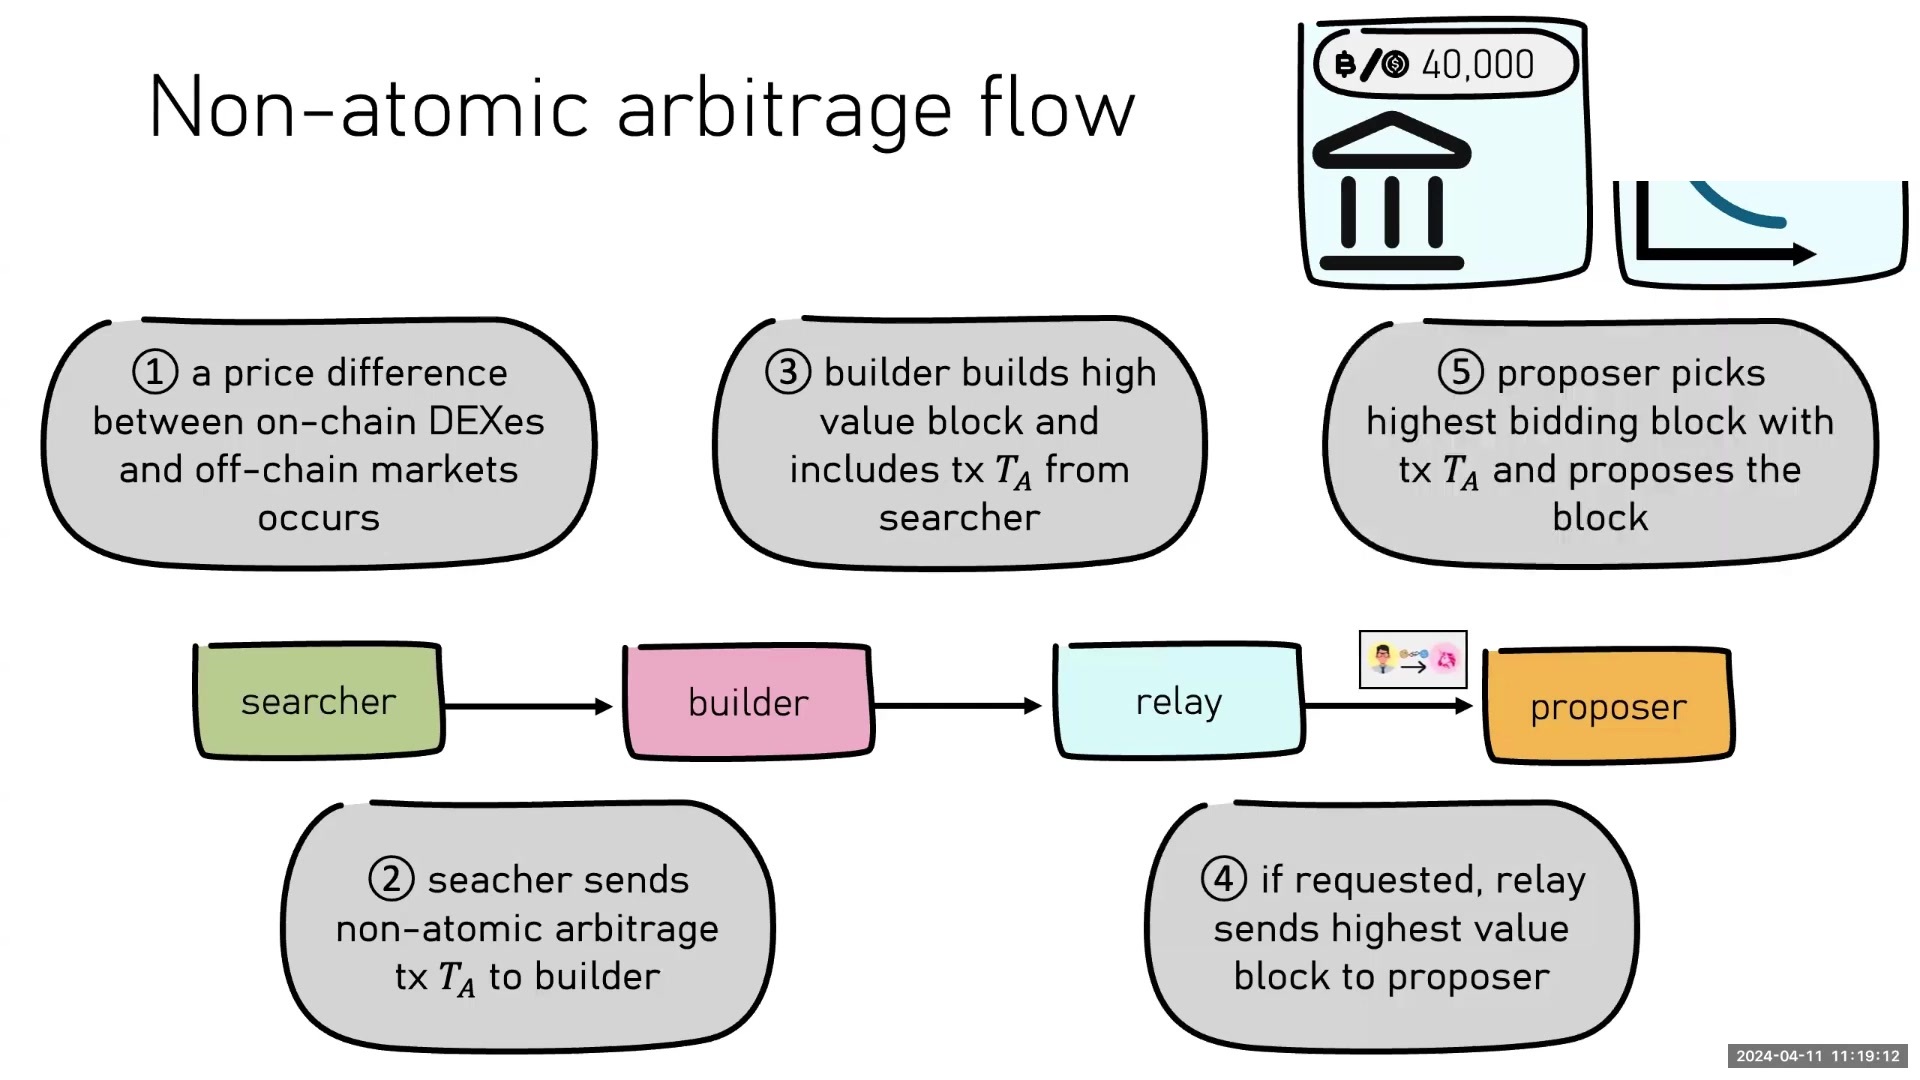 Non-atomic arbitrage flow
₿/$ 40,000
① a price difference
between on-chain DEXes
and off-chain markets
occurs
③ builder builds high
value block and
includes tx T_A from
searcher
⑤ proposer picks
highest bidding block with
tx T_A and proposes the
block
searcher
builder
relay
proposer
② seacher sends
non-atomic arbitrage
tx T_A to builder
④ if requested, relay
sends highest value
block to proposer
2024-04-11 11:19:12